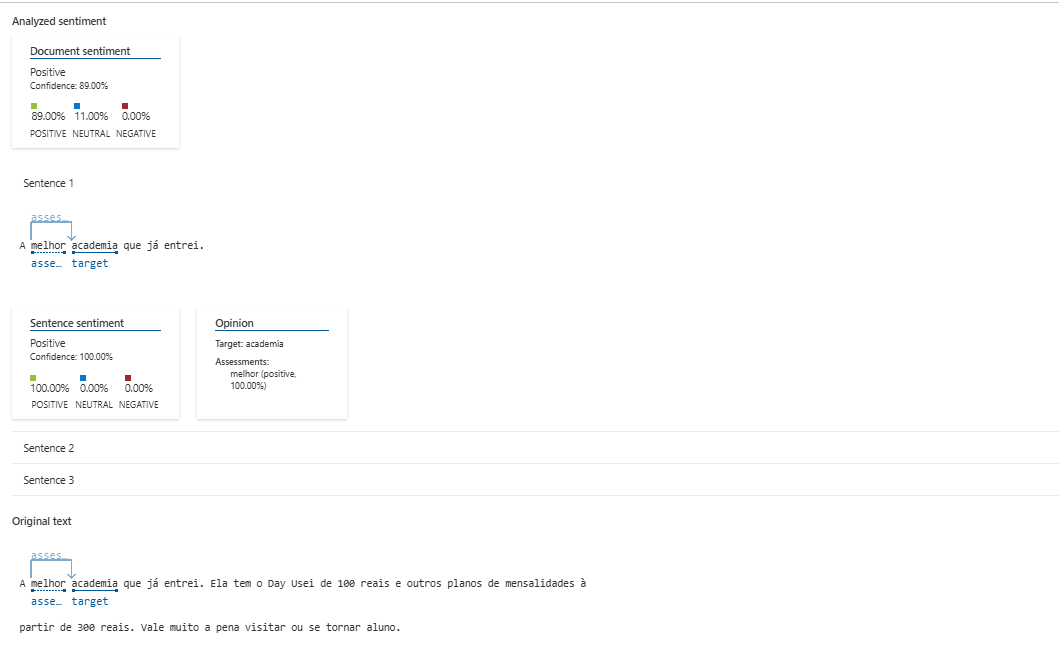 Analyzed sentiment
Document sentiment
Positive
Confidence: 89.00%
89.00% 11.00% 0.00%
POSITIVE NEUTRAL NEGATIVE
Sentence 1
asses…
A melhor academia que já entrei.
asse… target
Sentence sentiment
Positive
Confidence: 100.00%
100.00% 0.00% 0.00%
POSITIVE NEUTRAL NEGATIVE
Opinion
Target: academia
Assessments:
melhor (positive,
100.00%)
Sentence 2
Sentence 3
Original text
asses…
A melhor academia que já entrei. Ela tem o Day Usei de 100 reais e outros planos de mensalidades à
asse… target
partir de 300 reais. Vale muito a pena visitar ou se tornar aluno.